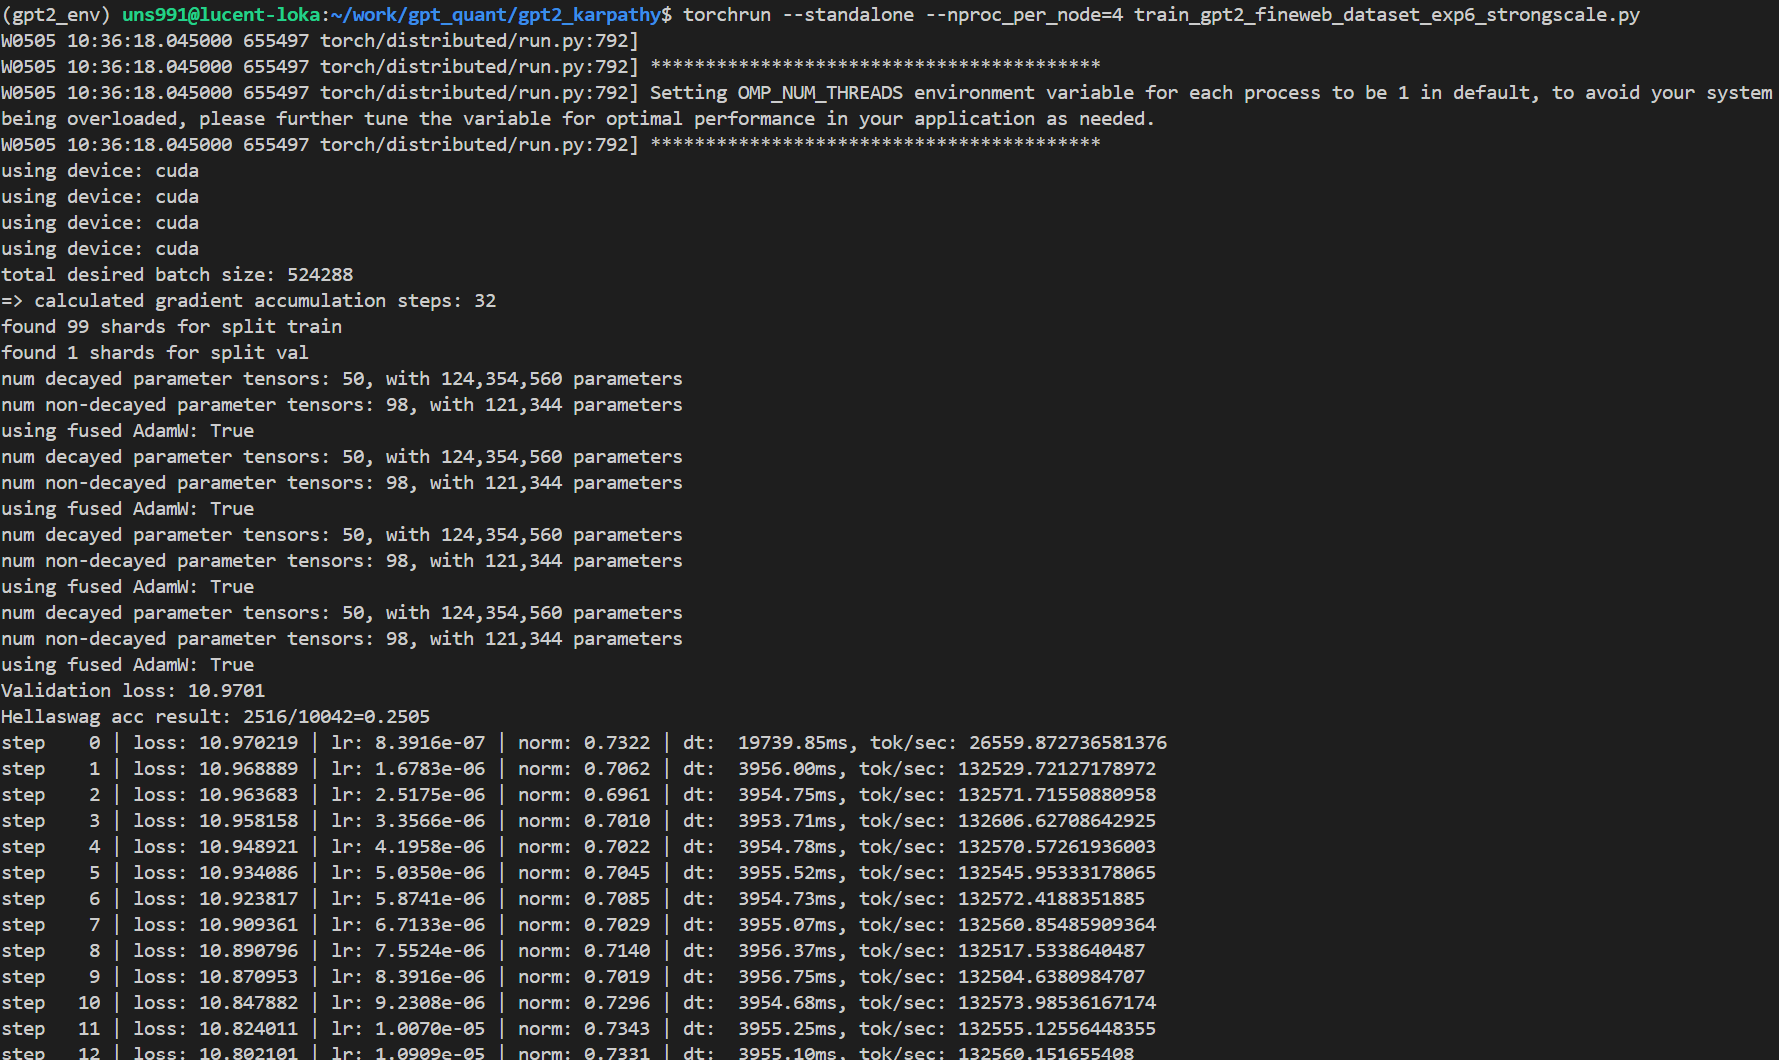 (gpt2_env) uns991@lucent-loka:~/work/gpt_quant/gpt2_karpathy$ torchrun --standalone --nproc_per_node=4 train_gpt2_fineweb_dataset_exp6_strongscale.py
W0505 10:36:18.045000 655497 torch/distributed/run.py:792]
W0505 10:36:18.045000 655497 torch/distributed/run.py:792] *****************************************
W0505 10:36:18.045000 655497 torch/distributed/run.py:792] Setting OMP_NUM_THREADS environment variable for each process to be 1 in default, to avoid your system
being overloaded, please further tune the variable for optimal performance in your application as needed.
W0505 10:36:18.045000 655497 torch/distributed/run.py:792] *****************************************
using device: cuda
using device: cuda
using device: cuda
using device: cuda
total desired batch size: 524288
=> calculated gradient accumulation steps: 32
found 99 shards for split train
found 1 shards for split val
num decayed parameter tensors: 50, with 124,354,560 parameters
num non-decayed parameter tensors: 98, with 121,344 parameters
using fused AdamW: True
num decayed parameter tensors: 50, with 124,354,560 parameters
num non-decayed parameter tensors: 98, with 121,344 parameters
using fused AdamW: True
num decayed parameter tensors: 50, with 124,354,560 parameters
num non-decayed parameter tensors: 98, with 121,344 parameters
using fused AdamW: True
num decayed parameter tensors: 50, with 124,354,560 parameters
num non-decayed parameter tensors: 98, with 121,344 parameters
using fused AdamW: True
Validation loss: 10.9701
Hellaswag acc result: 2516/10042=0.2505
step    0 | loss: 10.970219 | lr: 8.3916e-07 | norm: 0.7322 | dt:  19739.85ms, tok/sec: 26559.872736581376
step    1 | loss: 10.968889 | lr: 1.6783e-06 | norm: 0.7062 | dt:  3956.00ms, tok/sec: 132529.72127178972
step    2 | loss: 10.963683 | lr: 2.5175e-06 | norm: 0.6961 | dt:  3954.75ms, tok/sec: 132571.71550880958
step    3 | loss: 10.958158 | lr: 3.3566e-06 | norm: 0.7010 | dt:  3953.71ms, tok/sec: 132606.62708642925
step    4 | loss: 10.948921 | lr: 4.1958e-06 | norm: 0.7022 | dt:  3954.78ms, tok/sec: 132570.57261936003
step    5 | loss: 10.934086 | lr: 5.0350e-06 | norm: 0.7045 | dt:  3955.52ms, tok/sec: 132545.95333178065
step    6 | loss: 10.923817 | lr: 5.8741e-06 | norm: 0.7085 | dt:  3954.73ms, tok/sec: 132572.4188351885
step    7 | loss: 10.909361 | lr: 6.7133e-06 | norm: 0.7029 | dt:  3955.07ms, tok/sec: 132560.85485909364
step    8 | loss: 10.890796 | lr: 7.5524e-06 | norm: 0.7140 | dt:  3956.37ms, tok/sec: 132517.5338640487
step    9 | loss: 10.870953 | lr: 8.3916e-06 | norm: 0.7019 | dt:  3956.75ms, tok/sec: 132504.6380984707
step   10 | loss: 10.847882 | lr: 9.2308e-06 | norm: 0.7296 | dt:  3954.68ms, tok/sec: 132573.98536167174
step   11 | loss: 10.824011 | lr: 1.0070e-05 | norm: 0.7343 | dt:  3955.25ms, tok/sec: 132555.12556448355
step   12 | loss: 10.802101 | lr: 1.0909e-05 | norm: 0.7331 | dt:  3955.10ms, tok/sec: 132560.151655408